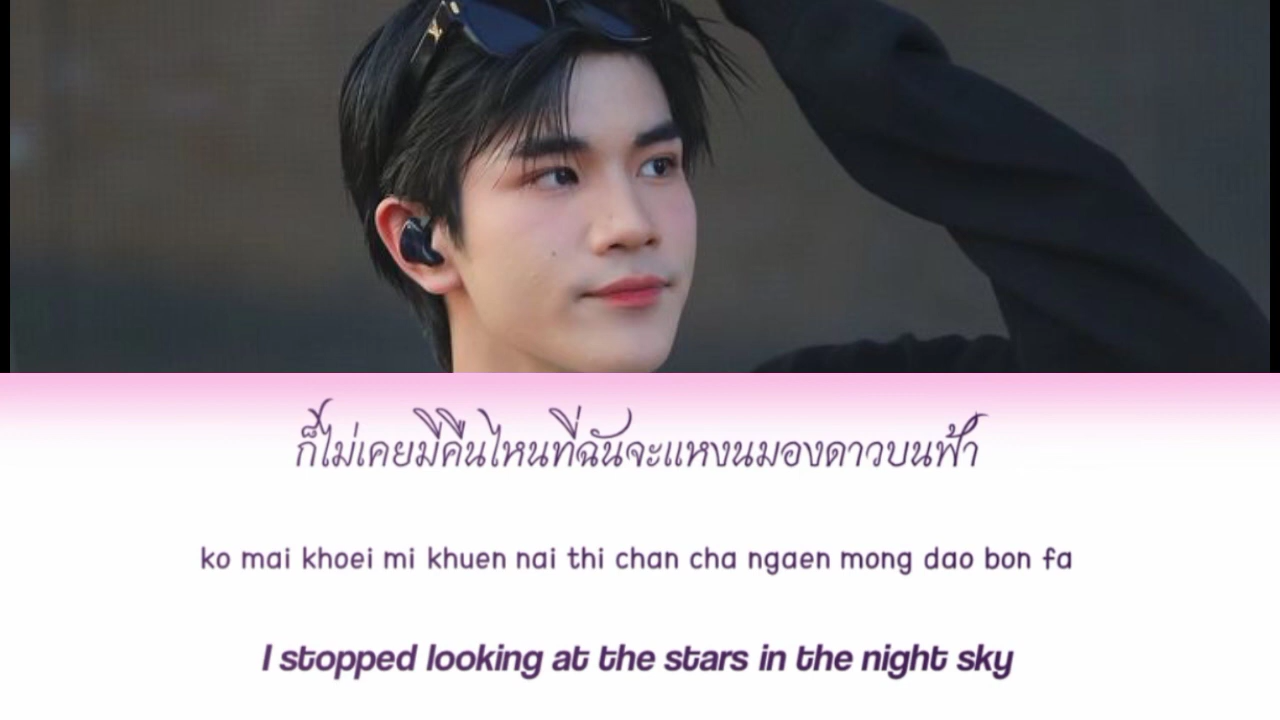 ก็ไม่เคยมีคืนไหนที่ฉันจะแหงนมองดาวบนฟ้า
ko mai khoei mi khuen nai thi chan cha ngaen mong dao bon fa
I stopped looking at the stars in the night sky